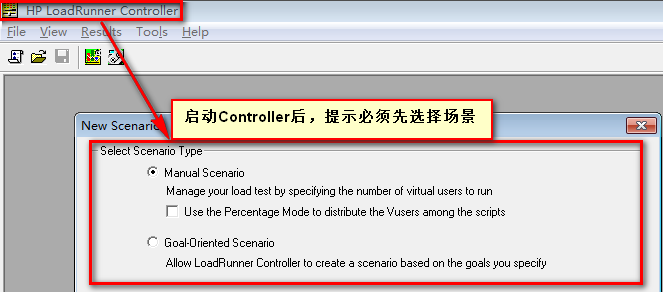 HP LoadRunner Controller
File View Results Tools Help
启动Controller后，提示必须先选择场景
New Scenario
Select Scenario Type
Manual Scenario
Manage your load test by specifying the number of virtual users to run
Use the Percentage Mode to distribute the Vusers among the scripts
Goal-Oriented Scenario
Allow LoadRunner Controller to create a scenario based on the goals you specify